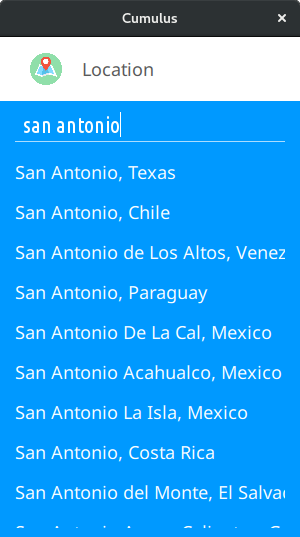 Cumulus
Location
san antonio
San Antonio, Texas
San Antonio, Chile
San Antonio de Los Altos, Venez
San Antonio, Paraguay
San Antonio De La Cal, Mexico
San Antonio Acahualco, Mexico
San Antonio La Isla, Mexico
San Antonio, Costa Rica
San Antonio del Monte, El Salvad